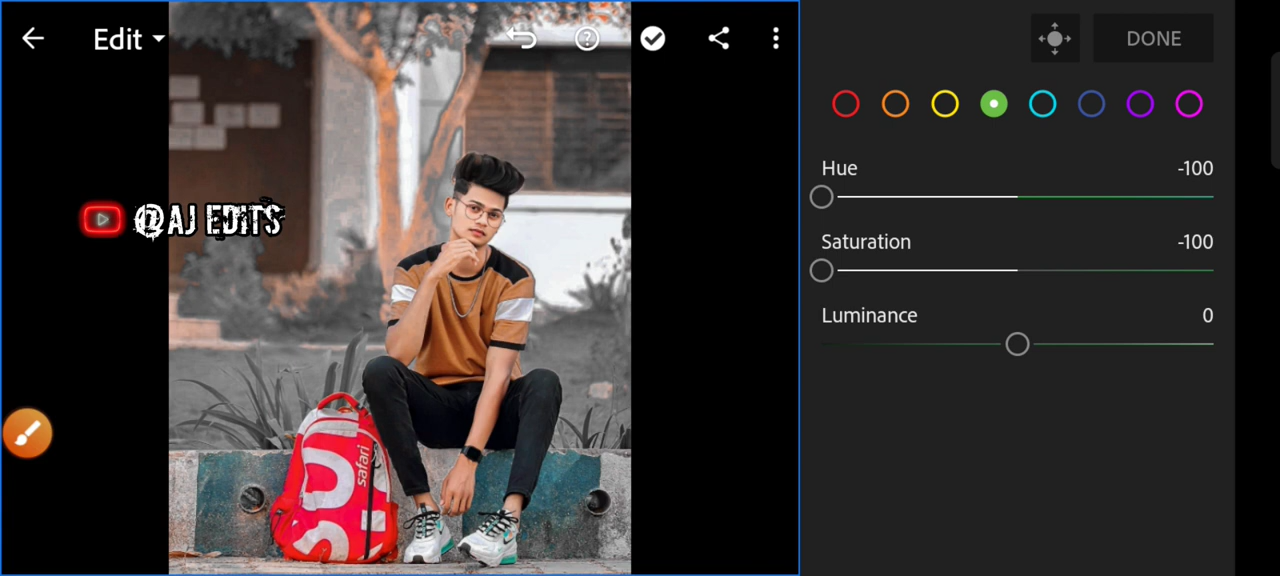 Edit
DONE
Hue -100
@AJ EDITS
Saturation -100
Luminance 0
safari